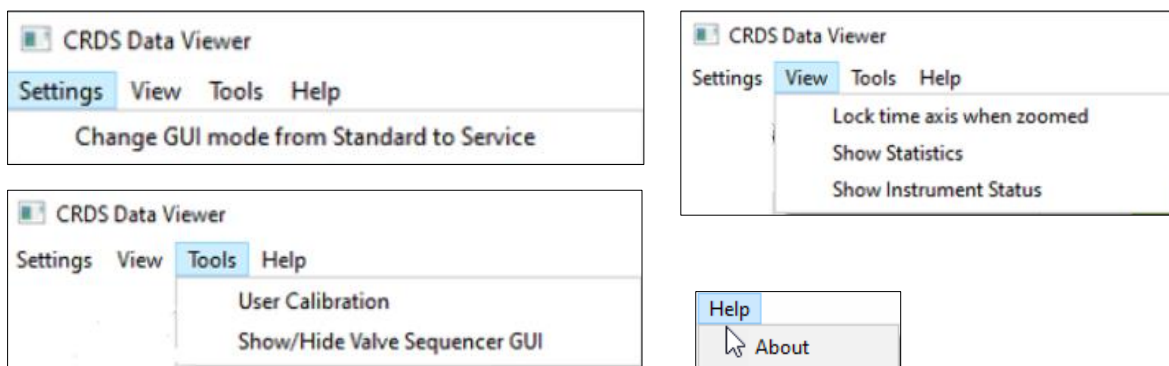 CRDS Data Viewer
Settings View Tools Help
Change GUI mode from Standard to Service
CRDS Data Viewer
Settings View Tools Help
Lock time axis when zoomed
Show Statistics
Show Instrument Status
CRDS Data Viewer
Settings View Tools Help
User Calibration
Show/Hide Valve Sequencer GUI
Help
About